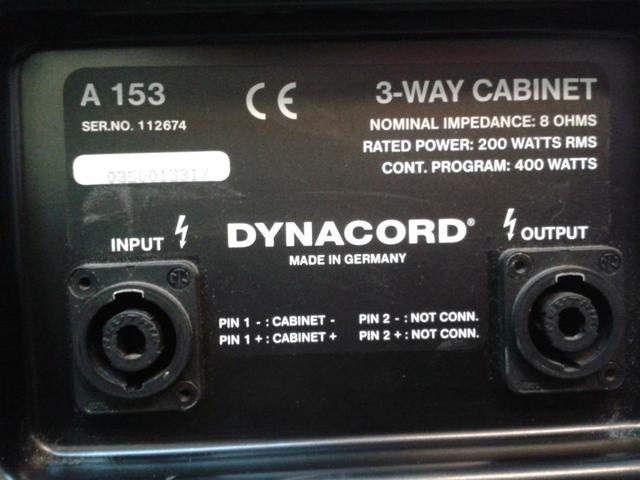 A 153
CE
3-WAY CABINET
SER.NO. 112674
NOMINAL IMPEDANCE: 8 OHMS
RATED POWER: 200 WATTS RMS
CONT. PROGRAM: 400 WATTS
INPUT
DYNACORD®
OUTPUT
MADE IN GERMANY
PIN 1 - : CABINET -
PIN 2 - : NOT CONN.
PIN 1 + : CABINET +
PIN 2 + : NOT CONN.